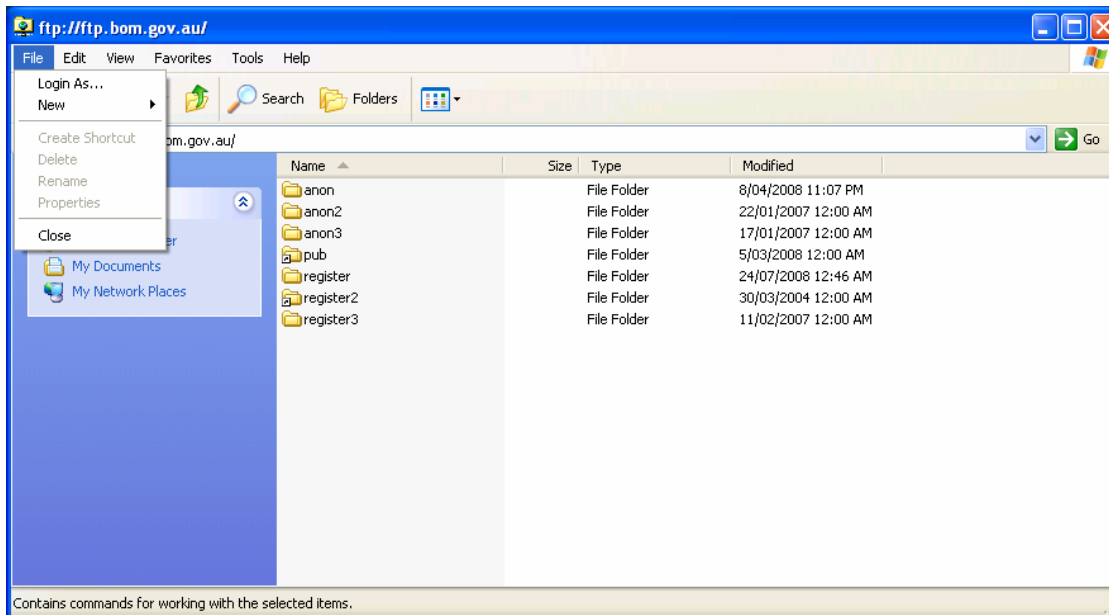 ftp://ftp.bom.gov.au/
File Edit View Favorites Tools Help
Login As...
New
Search Folders
Create Shortcut
om.gov.au/ Go
Delete
Rename
Properties
Close
er
My Documents
My Network Places
Name Size Type Modified
anon File Folder 8/04/2008 11:07 PM
anon2 File Folder 22/01/2007 12:00 AM
anon3 File Folder 17/01/2007 12:00 AM
pub File Folder 5/03/2008 12:00 AM
register File Folder 24/07/2008 12:46 AM
register2 File Folder 30/03/2004 12:00 AM
register3 File Folder 11/02/2007 12:00 AM
Contains commands for working with the selected items.